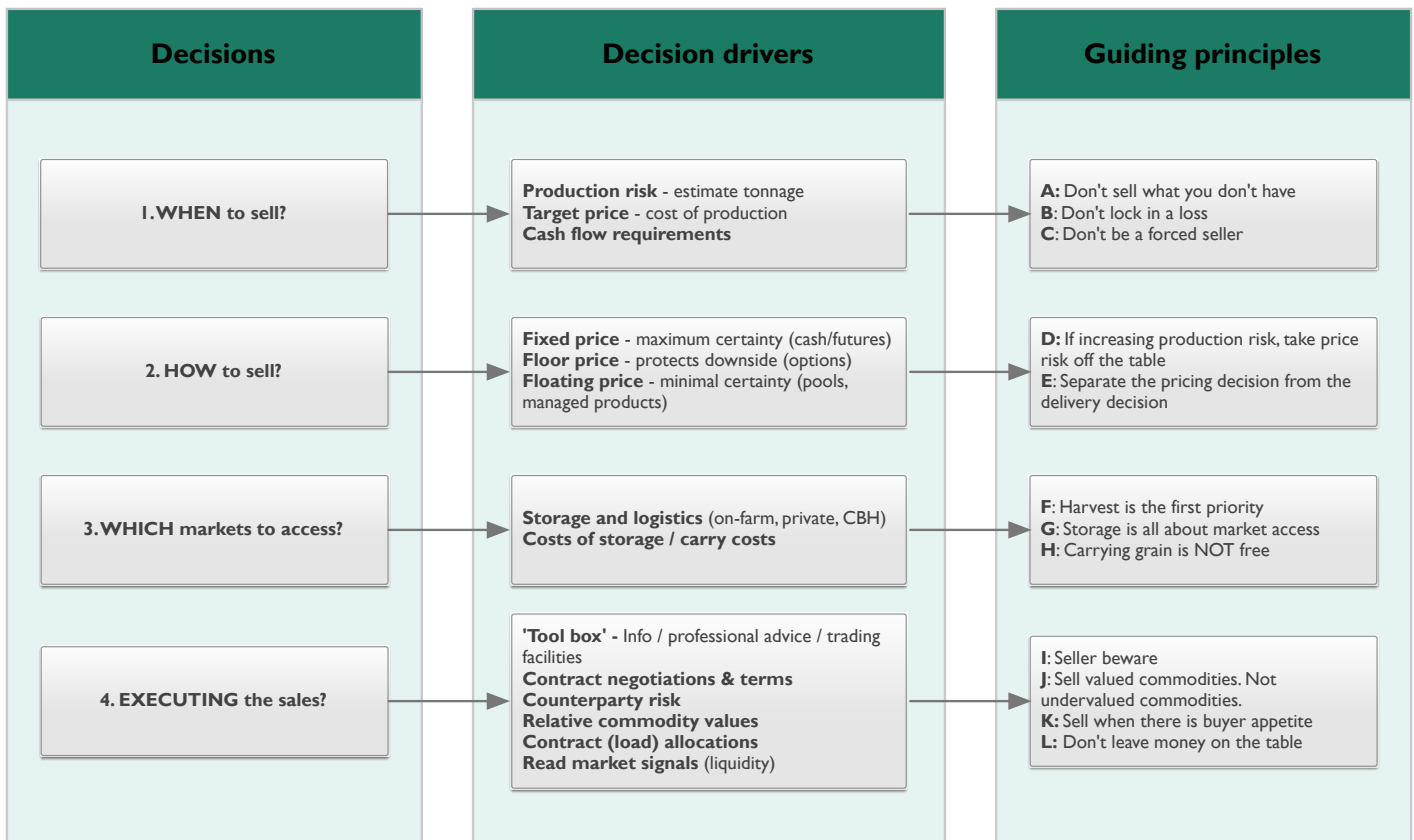 Decisions
Decision drivers
Guiding principles
1. WHEN to sell?
Production risk - estimate tonnage
Target price - cost of production
Cash flow requirements
A: Don't sell what you don't have
B: Don't lock in a loss
C: Don't be a forced seller
2. HOW to sell?
Fixed price - maximum certainty (cash/futures)
Floor price - protects downside (options)
Floating price - minimal certainty (pools,
managed products)
D: If increasing production risk, take price
risk off the table
E: Separate the pricing decision from the
delivery decision
3. WHICH markets to access?
Storage and logistics (on-farm, private, CBH)
Costs of storage / carry costs
F: Harvest is the first priority
G: Storage is all about market access
H: Carrying grain is NOT free
4. EXECUTING the sales?
'Tool box' - Info / professional advice / trading
facilities
Contract negotiations & terms
Counterparty risk
Relative commodity values
Contract (load) allocations
Read market signals (liquidity)
I: Seller beware
J: Sell valued commodities. Not
undervalued commodities.
K: Sell when there is buyer appetite
L: Don't leave money on the table